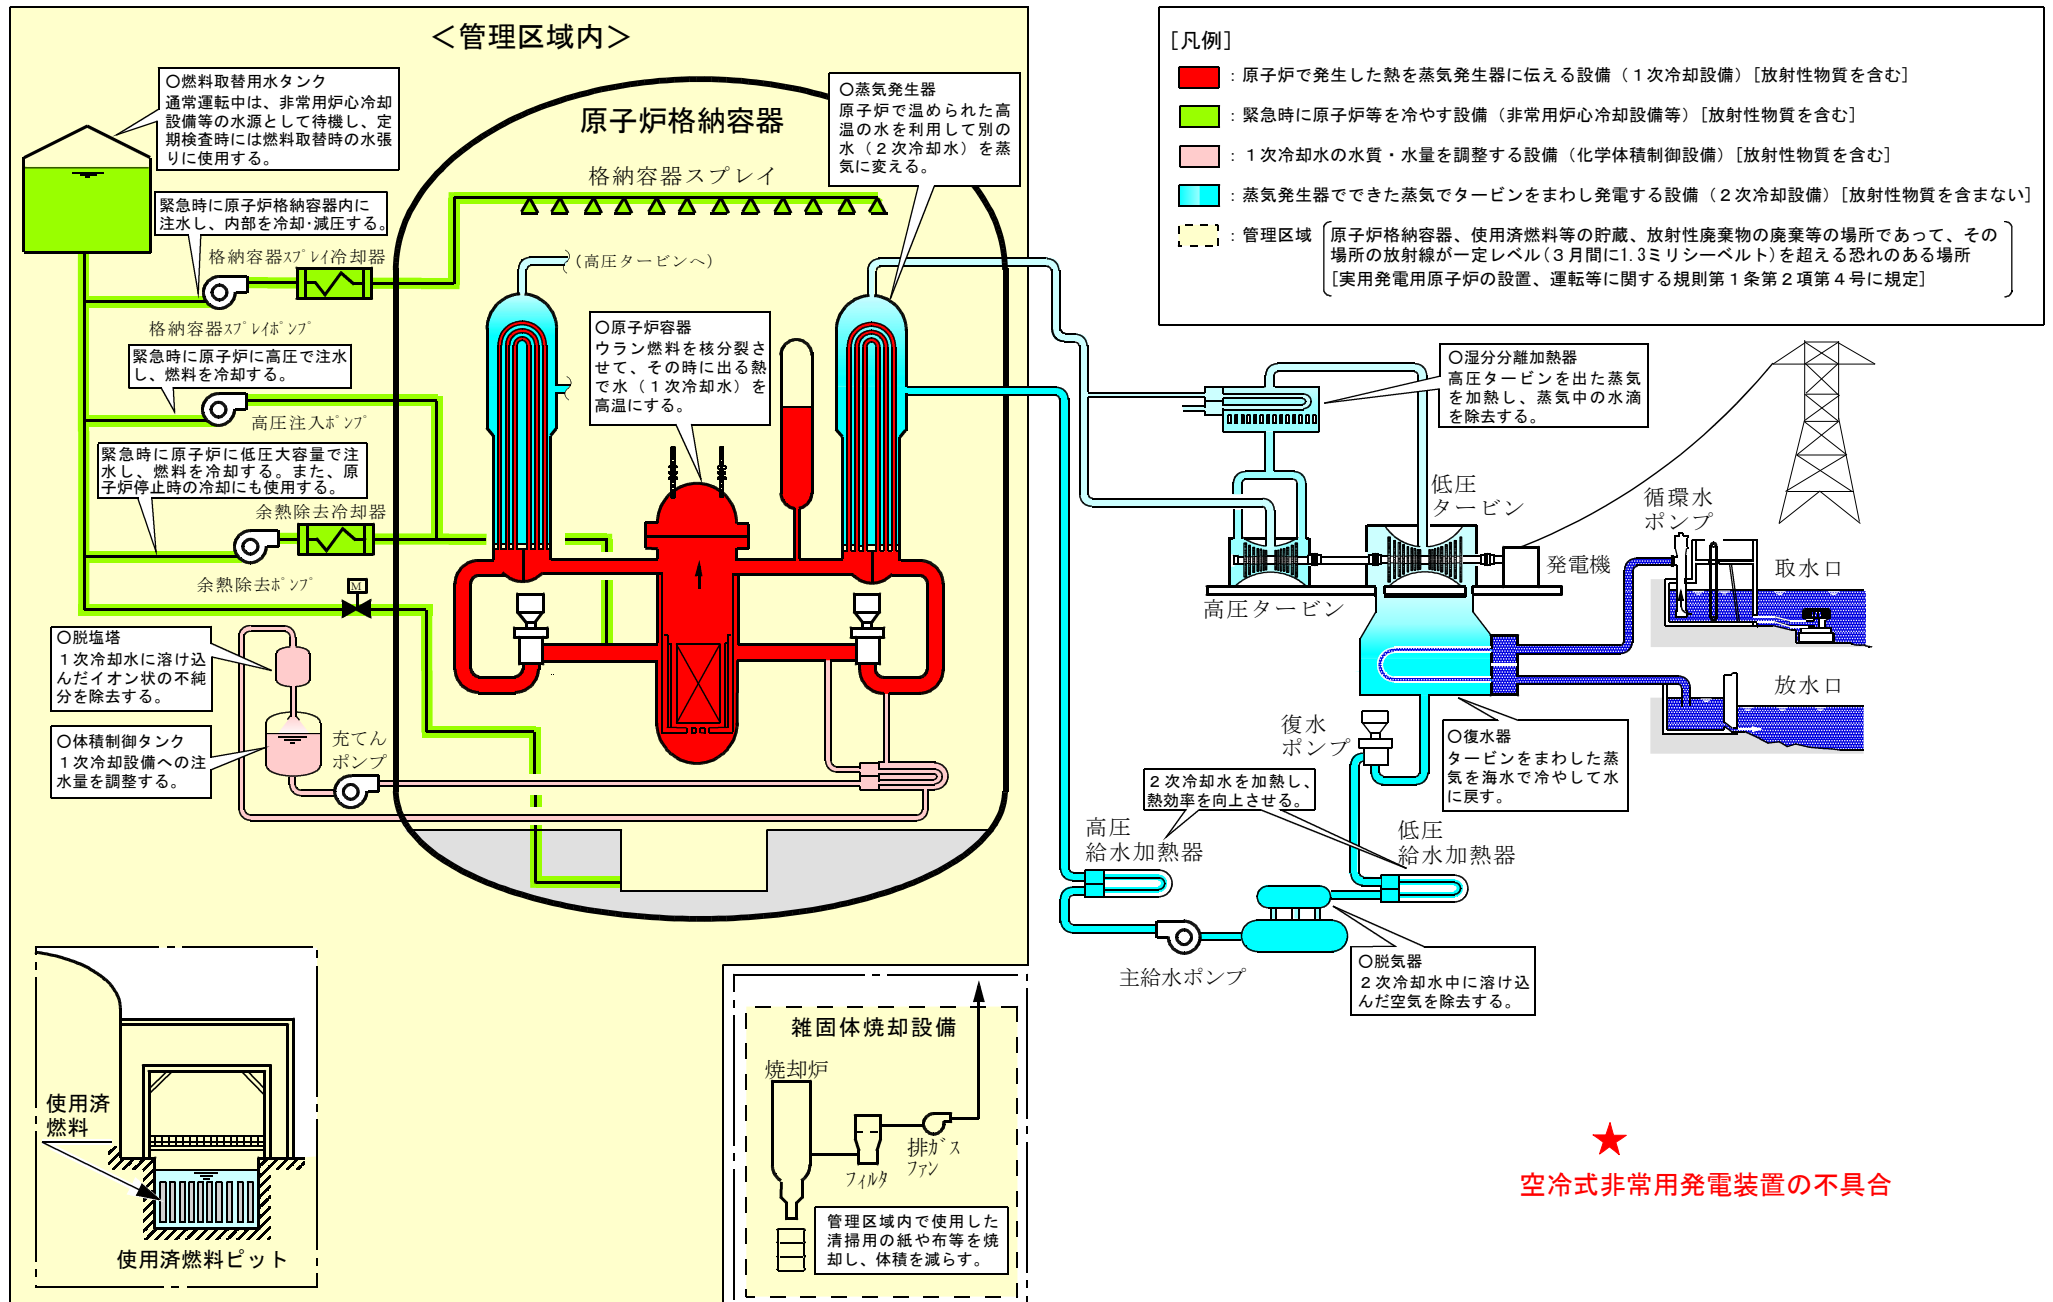 ＜管理区域内＞
○燃料取替用水タンク
通常運転中は、非常用炉心冷却
設備等の水源として待機し、定
期検査時には燃料取替時の水張
りに使用する。
緊急時に原子炉格納容器内に
注水し、内部を冷却･減圧する。
格納容器ｽﾌﾟﾚｲ冷却器
格納容器ｽﾌﾟﾚｲﾎﾟﾝﾌﾟ
緊急時に原子炉に高圧で注水
し、燃料を冷却する。
高圧注入ﾎﾟﾝﾌﾟ
緊急時に原子炉に低圧大容量で注
水し、燃料を冷却する。また、原
子炉停止時の冷却にも使用する。
余熱除去冷却器
余熱除去ﾎﾟﾝﾌﾟ
M
○脱塩塔
１次冷却水に溶け込
んだイオン状の不純
分を除去する。
○体積制御タンク
１次冷却設備への注
水量を調整する。
充てん
ポンプ
原子炉格納容器
格納容器スプレイ
(高圧タービンへ)
○蒸気発生器
原子炉で温められた高
温の水を利用して別の
水（２次冷却水）を蒸
気に変える。
○原子炉容器
ウラン燃料を核分裂さ
せて、その時に出る熱
で水（１次冷却水）を
高温にする。
使用済
燃料
使用済燃料ピット
雑固体焼却設備
焼却炉
フィルタ
排ガス
ファン
管理区域内で使用した
清掃用の紙や布等を焼
却し、体積を減らす。
[凡例]
：原子炉で発生した熱を蒸気発生器に伝える設備（１次冷却設備）[放射性物質を含む]
：緊急時に原子炉等を冷やす設備（非常用炉心冷却設備等）[放射性物質を含む]
：１次冷却水の水質・水量を調整する設備（化学体積制御設備）[放射性物質を含む]
：蒸気発生器でできた蒸気でタービンをまわし発電する設備（２次冷却設備）[放射性物質を含まない]
：管理区域
原子炉格納容器、使用済燃料等の貯蔵、放射性廃棄物の廃棄等の場所であって、その
場所の放射線が一定レベル(３月間に1.3ミリシーベルト)を超える恐れのある場所
[実用発電用原子炉の設置、運転等に関する規則第１条第２項第４号に規定]
○湿分分離加熱器
高圧タービンを出た蒸気
を加熱し、蒸気中の水滴
を除去する。
低圧
タービン
高圧タービン
発電機
循環水
ポンプ
取水口
放水口
復水
ポンプ
○復水器
タービンをまわした蒸
気を海水で冷やして水
に戻す。
２次冷却水を加熱し、
熱効率を向上させる。
高圧
給水加熱器
低圧
給水加熱器
主給水ポンプ
○脱気器
２次冷却水中に溶け込
んだ空気を除去する。
★
空冷式非常用発電装置の不具合